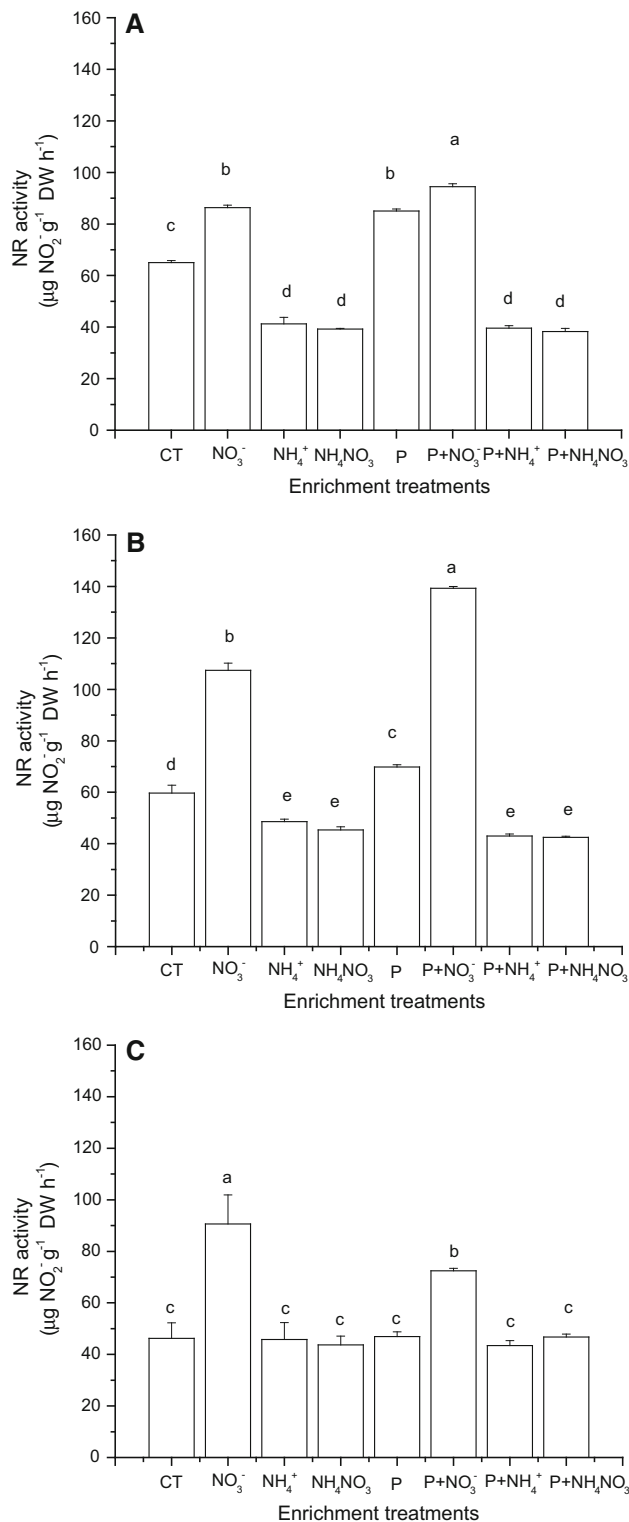 A
160
140
120
100
80
60
40
20
0
NR activity
(µg NO₂⁻ g⁻¹ DW h⁻¹)
c
b
d
d
b
a
d
d
CT NO₃⁻ NH₄⁺ NH₄NO₃ P P+NO₃⁻ P+NH₄⁺ P+NH₄NO₃
Enrichment treatments
B
160
140
120
100
80
60
40
20
0
NR activity
(µg NO₂⁻ g⁻¹ DW h⁻¹)
d
b
e
e
c
a
e
e
CT NO₃⁻ NH₄⁺ NH₄NO₃ P P+NO₃⁻ P+NH₄⁺ P+NH₄NO₃
Enrichment treatments
C
160
140
120
100
80
60
40
20
0
NR activity
(µg NO₂⁻ g⁻¹ DW h⁻¹)
c
a
c
c
c
b
c
c
CT NO₃⁻ NH₄⁺ NH₄NO₃ P P+NO₃⁻ P+NH₄⁺ P+NH₄NO₃
Enrichment treatments